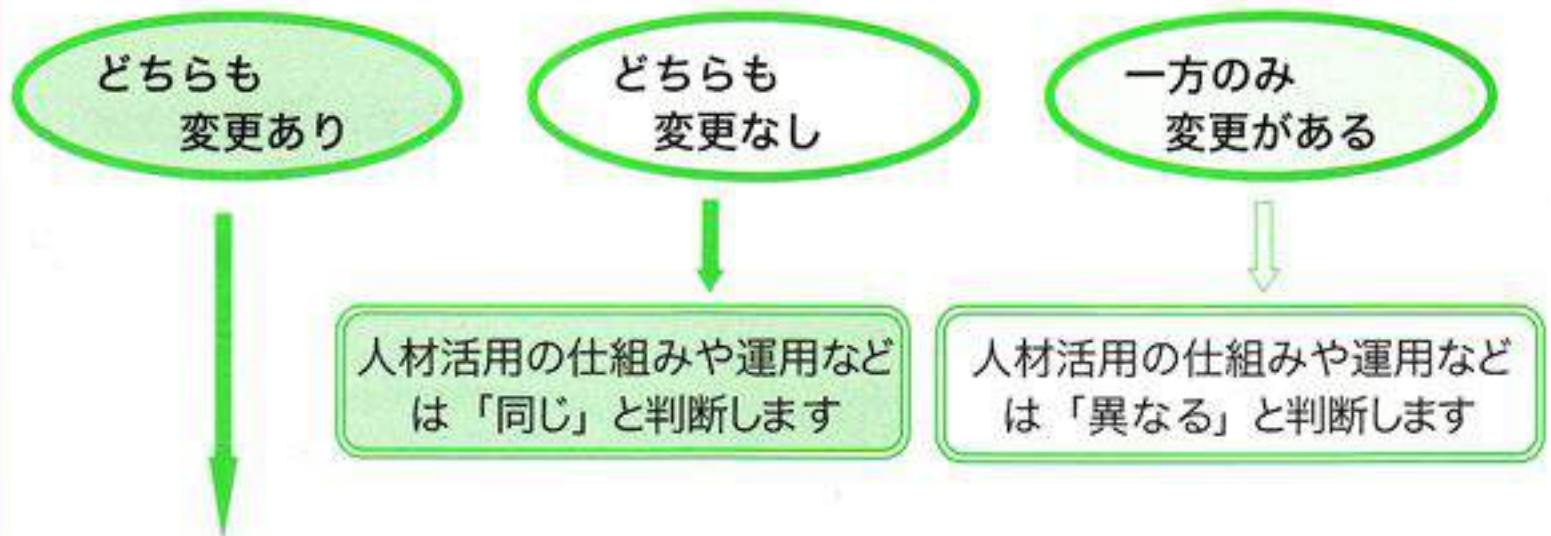 どちらも
変更あり
どちらも
変更なし
一方のみ
変更がある
人材活用の仕組みや運用など
は「同じ」と判断します
人材活用の仕組みや運用など
は「異なる」と判断します